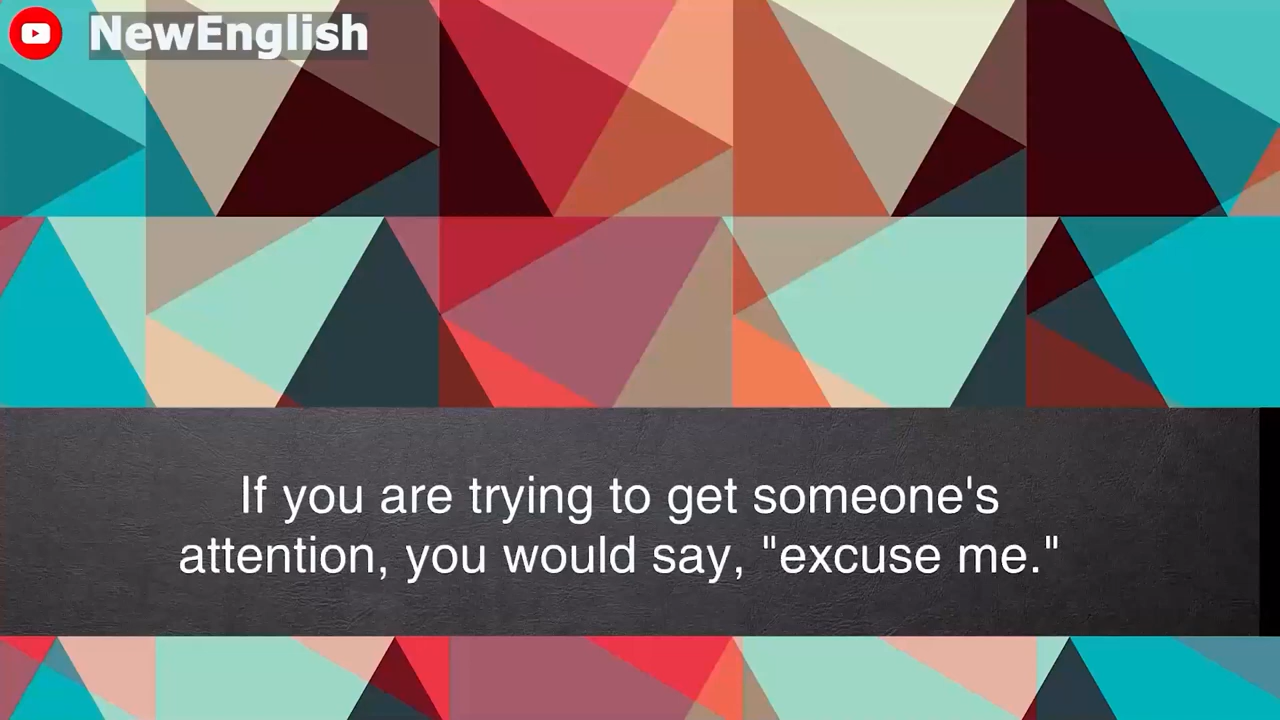 NewEnglish
If you are trying to get someone's
attention, you would say, "excuse me."